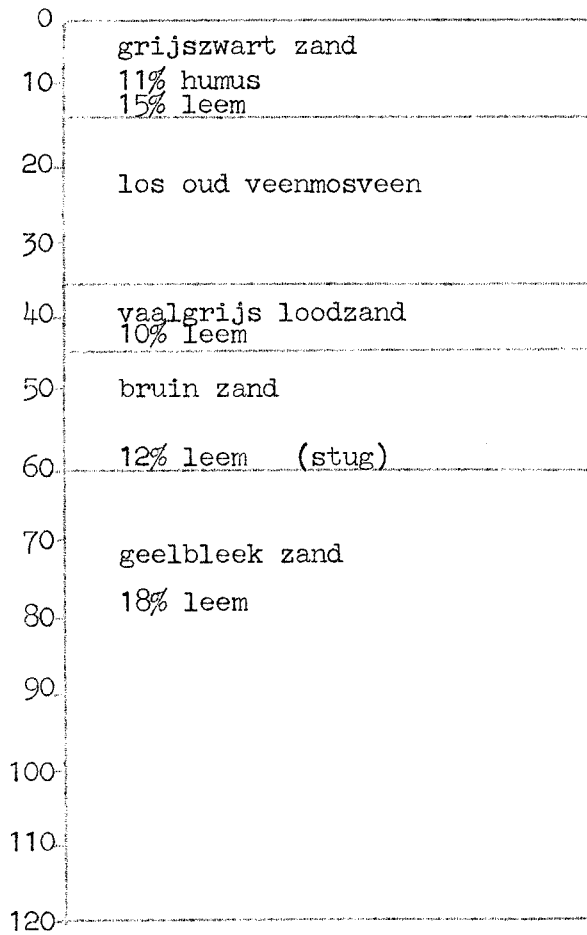 0
grijszwart zand
10
11% humus
15% leem
20
los oud veenmosveen
30
40
vaalgrijs loodzand
10% leem
50
bruin zand
12% leem (stug)
60
70
geelbleek zand
18% leem
80
90
100
110
120